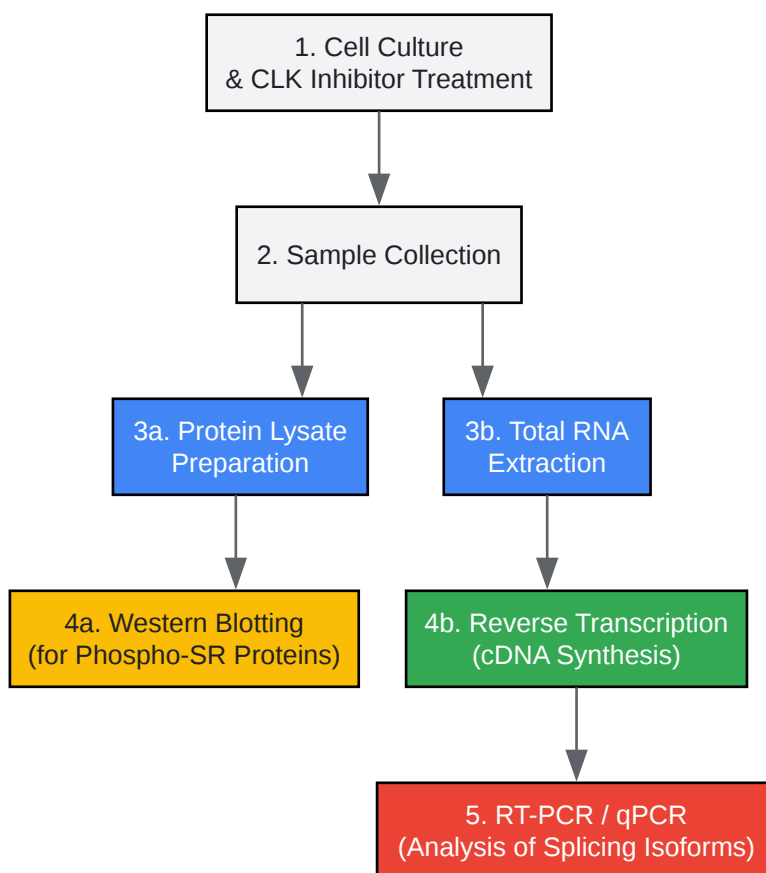 1. Cell Culture
& CLK Inhibitor Treatment
2. Sample Collection
3a. Protein Lysate
Preparation
3b. Total RNA
Extraction
4a. Western Blotting
(for Phospho-SR Proteins)
4b. Reverse Transcription
(cDNA Synthesis)
5. RT-PCR / qPCR
(Analysis of Splicing Isoforms)